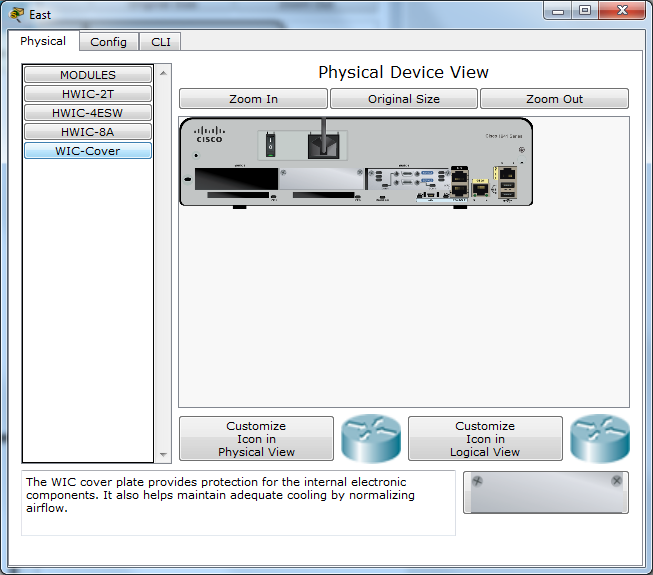 East
Physical
Config
CLI
MODULES
HWIC-2T
HWIC-4ESW
HWIC-8A
WIC-Cover
Physical Device View
Zoom In
Original Size
Zoom Out
CISCO
Customize
Icon in
Physical View
Customize
Icon in
Logical View
The WIC cover plate provides protection for the internal electronic
components. It also helps maintain adequate cooling by normalizing
airflow.